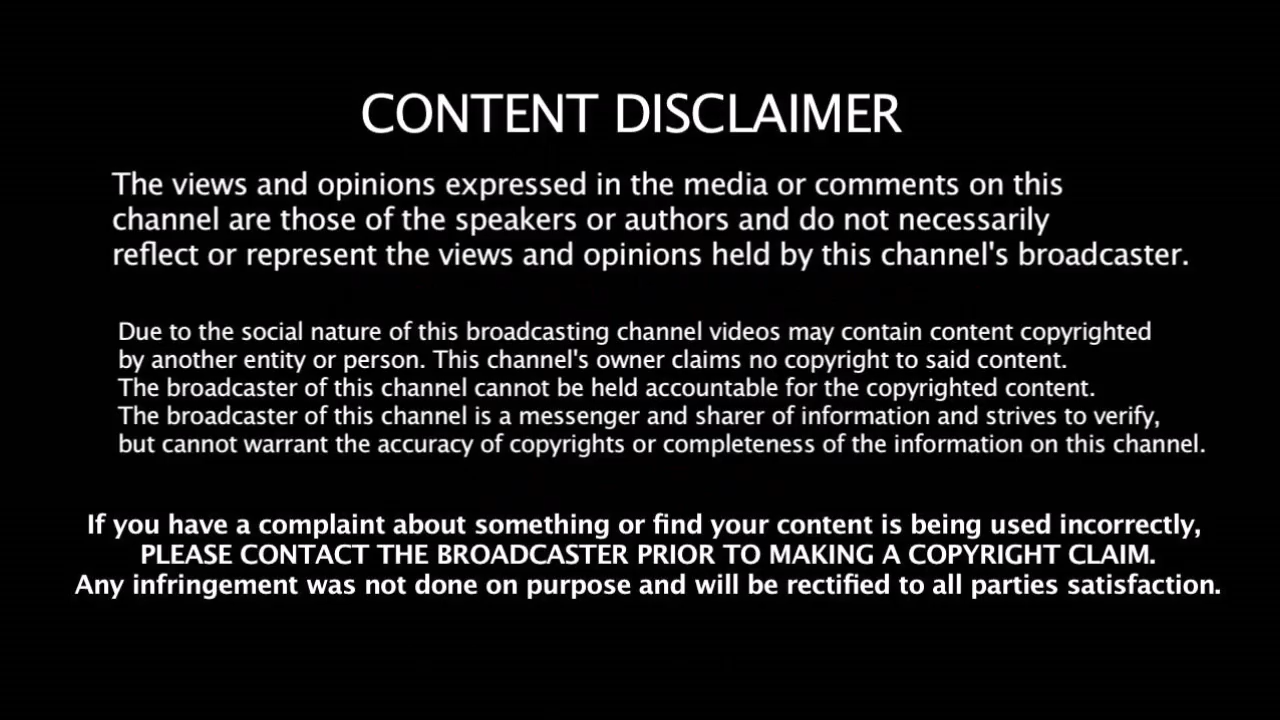 CONTENT DISCLAIMER
The views and opinions expressed in the media or comments on this
channel are those of the speakers or authors and do not necessarily
reflect or represent the views and opinions held by this channel's broadcaster.
Due to the social nature of this broadcasting channel videos may contain content copyrighted
by another entity or person. This channel's owner claims no copyright to said content.
The broadcaster of this channel cannot be held accountable for the copyrighted content.
The broadcaster of this channel is a messenger and sharer of information and strives to verify,
but cannot warrant the accuracy of copyrights or completeness of the information on this channel.
If you have a complaint about something or find your content is being used incorrectly,
PLEASE CONTACT THE BROADCASTER PRIOR TO MAKING A COPYRIGHT CLAIM.
Any infringement was not done on purpose and will be rectified to all parties satisfaction.